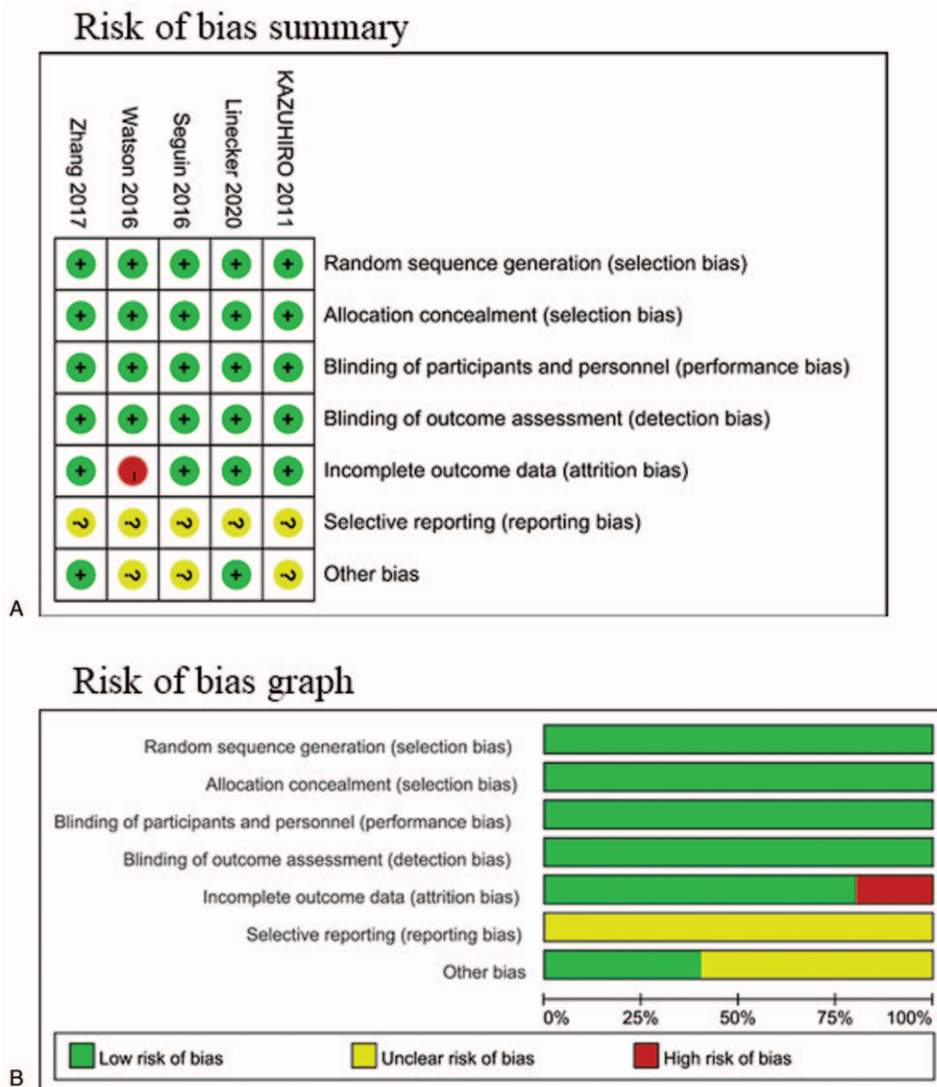 Risk of bias summary
Zhang 2017
Watson 2016
Seguin 2016
Linecker 2020
KAZUHIRO 2011
+ + + + + Random sequence generation (selection bias)
+ + + + + Allocation concealment (selection bias)
+ + + + + Blinding of participants and personnel (performance bias)
+ + + + + Blinding of outcome assessment (detection bias)
+ - + + + Incomplete outcome data (attrition bias)
? ? ? ? ? Selective reporting (reporting bias)
+ ? ? + ? Other bias
A
Risk of bias graph
Random sequence generation (selection bias)
Allocation concealment (selection bias)
Blinding of participants and personnel (performance bias)
Blinding of outcome assessment (detection bias)
Incomplete outcome data (attrition bias)
Selective reporting (reporting bias)
Other bias
0% 25% 50% 75% 100%
Low risk of bias Unclear risk of bias High risk of bias
B